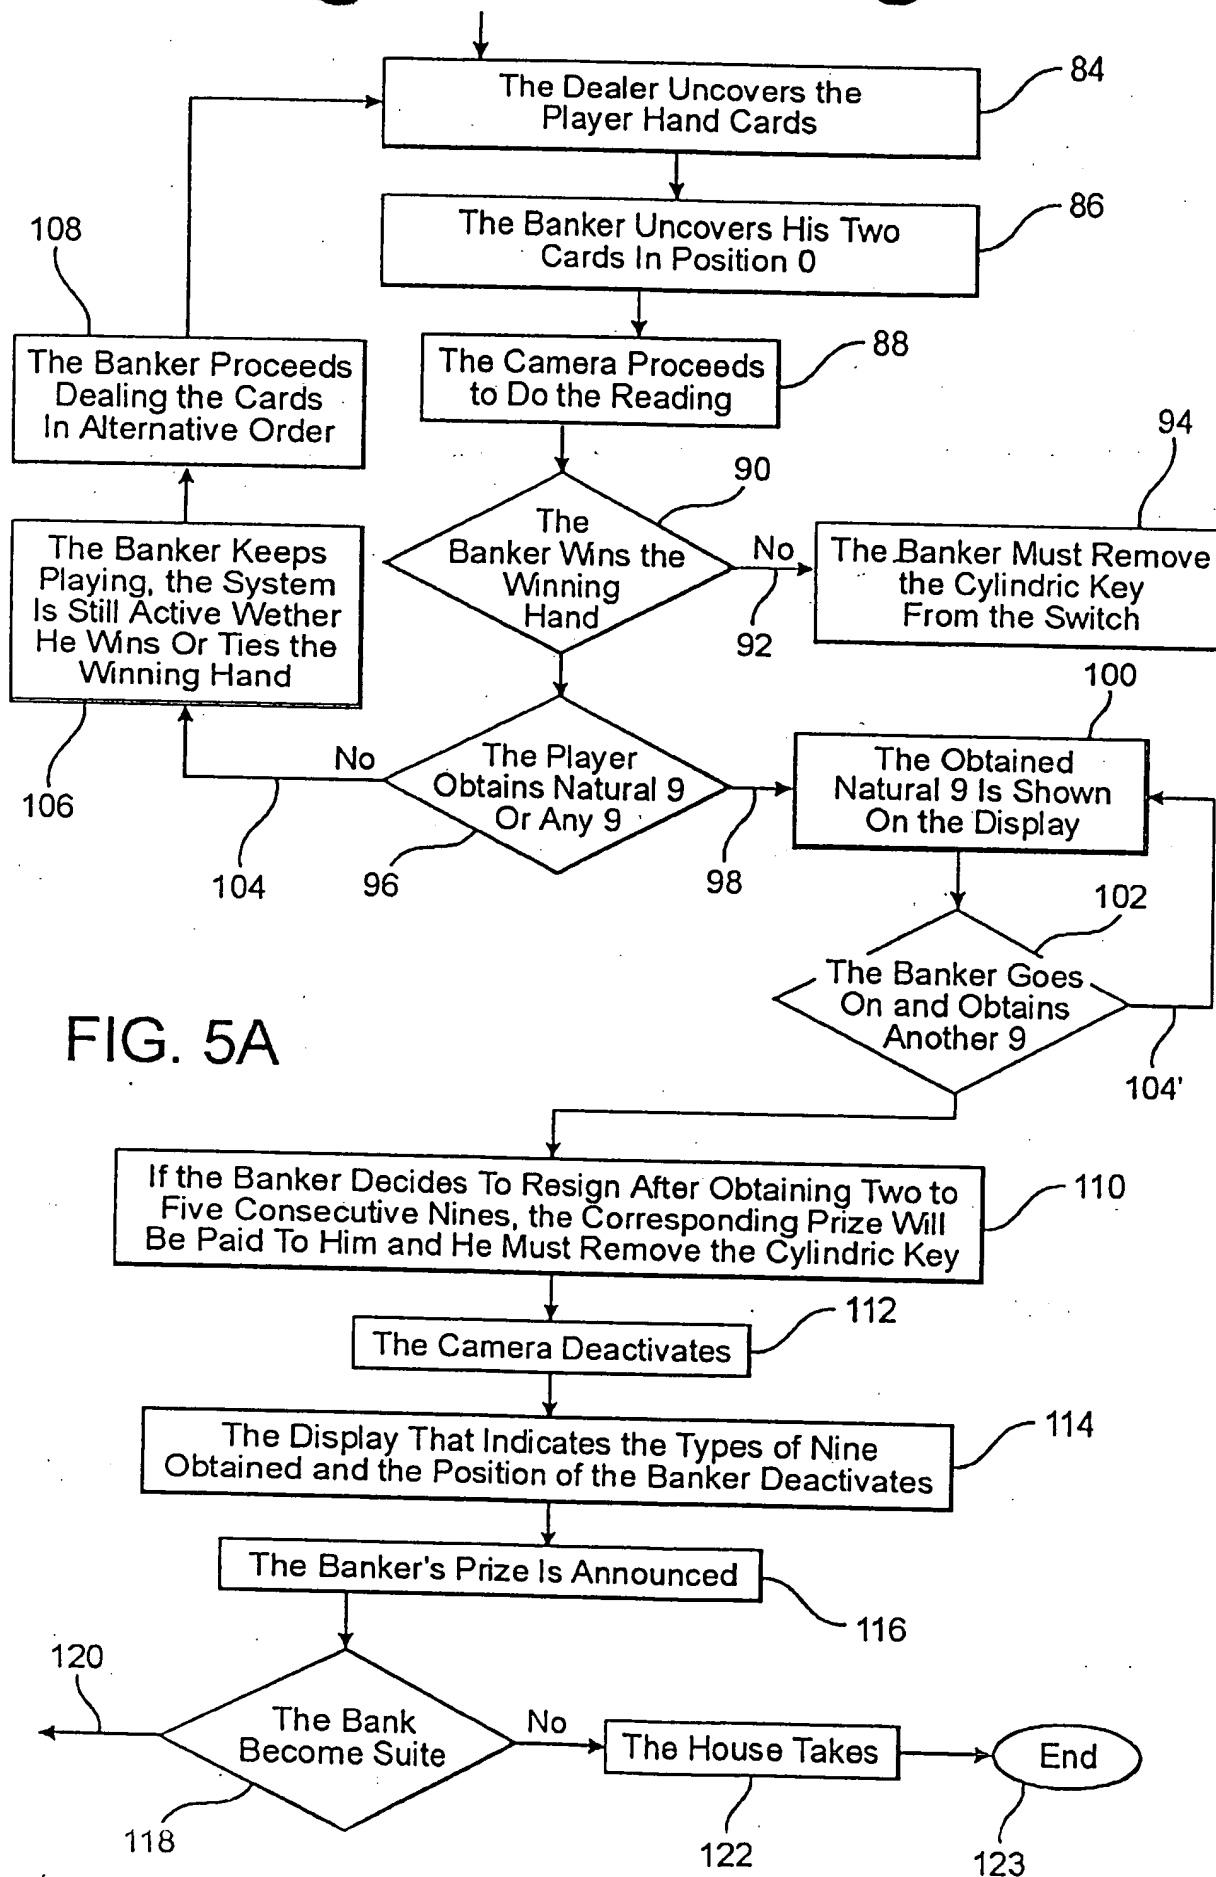 The Dealer Uncovers the
Player Hand Cards
84
The Banker Uncovers His Two
Cards In Position 0
86
108
The Banker Proceeds
Dealing the Cards
In Alternative Order
The Camera Proceeds
to Do the Reading
88
94
90
The
Banker Wins the
Winning
Hand
No
92
The Banker Must Remove
the Cylindric Key
From the Switch
The Banker Keeps
Playing, the System
Is Still Active Wether
He Wins Or Ties the
Winning Hand
106
No
104
The Player
Obtains Natural 9
Or Any 9
96
98
100
The Obtained
Natural 9 Is Shown
On the Display
102
The Banker Goes
On and Obtains
Another 9
104'
FIG. 5A
If the Banker Decides To Resign After Obtaining Two to
Five Consecutive Nines, the Corresponding Prize Will
Be Paid To Him and He Must Remove the Cylindric Key
110
112
The Camera Deactivates
The Display That Indicates the Types of Nine
Obtained and the Position of the Banker Deactivates
114
The Banker's Prize Is Announced
116
120
The Bank
Become Suite
118
No
The House Takes
122
End
123